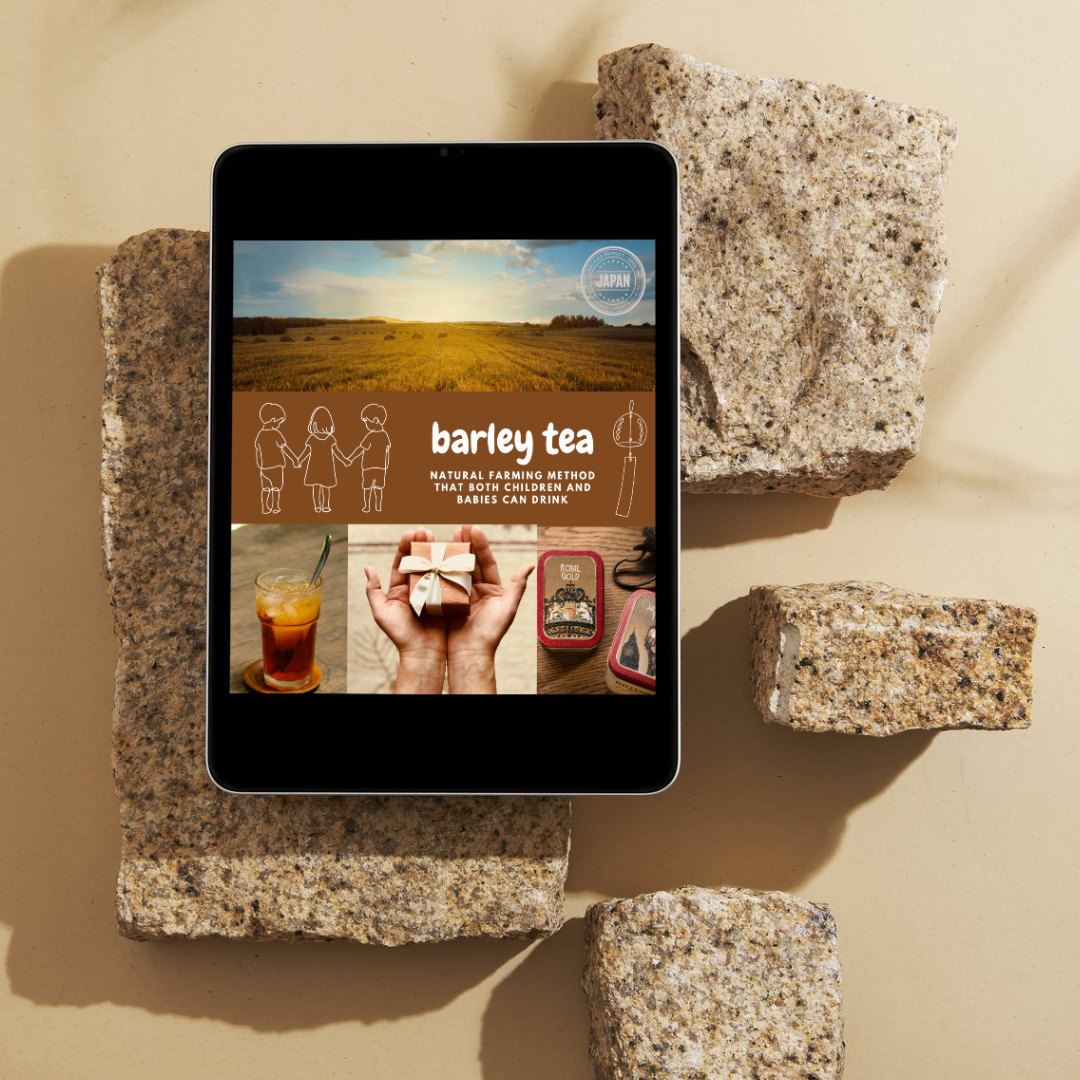 JAPAN
barley tea
NATURAL FARMING METHOD
THAT BOTH CHILDREN AND
BABIES CAN DRINK
ROYAL
GOLD